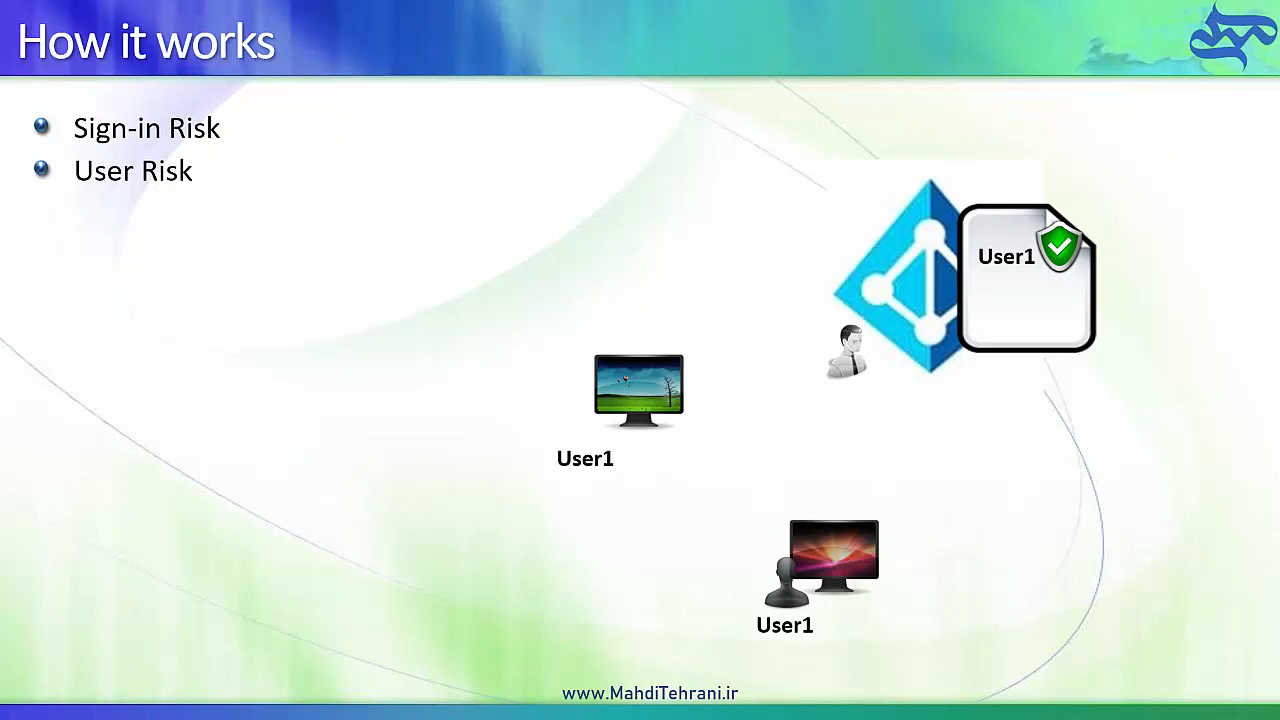 How it works
Sign-in Risk
User Risk
User1
User1
User1
www.MahdiTehrani.ir